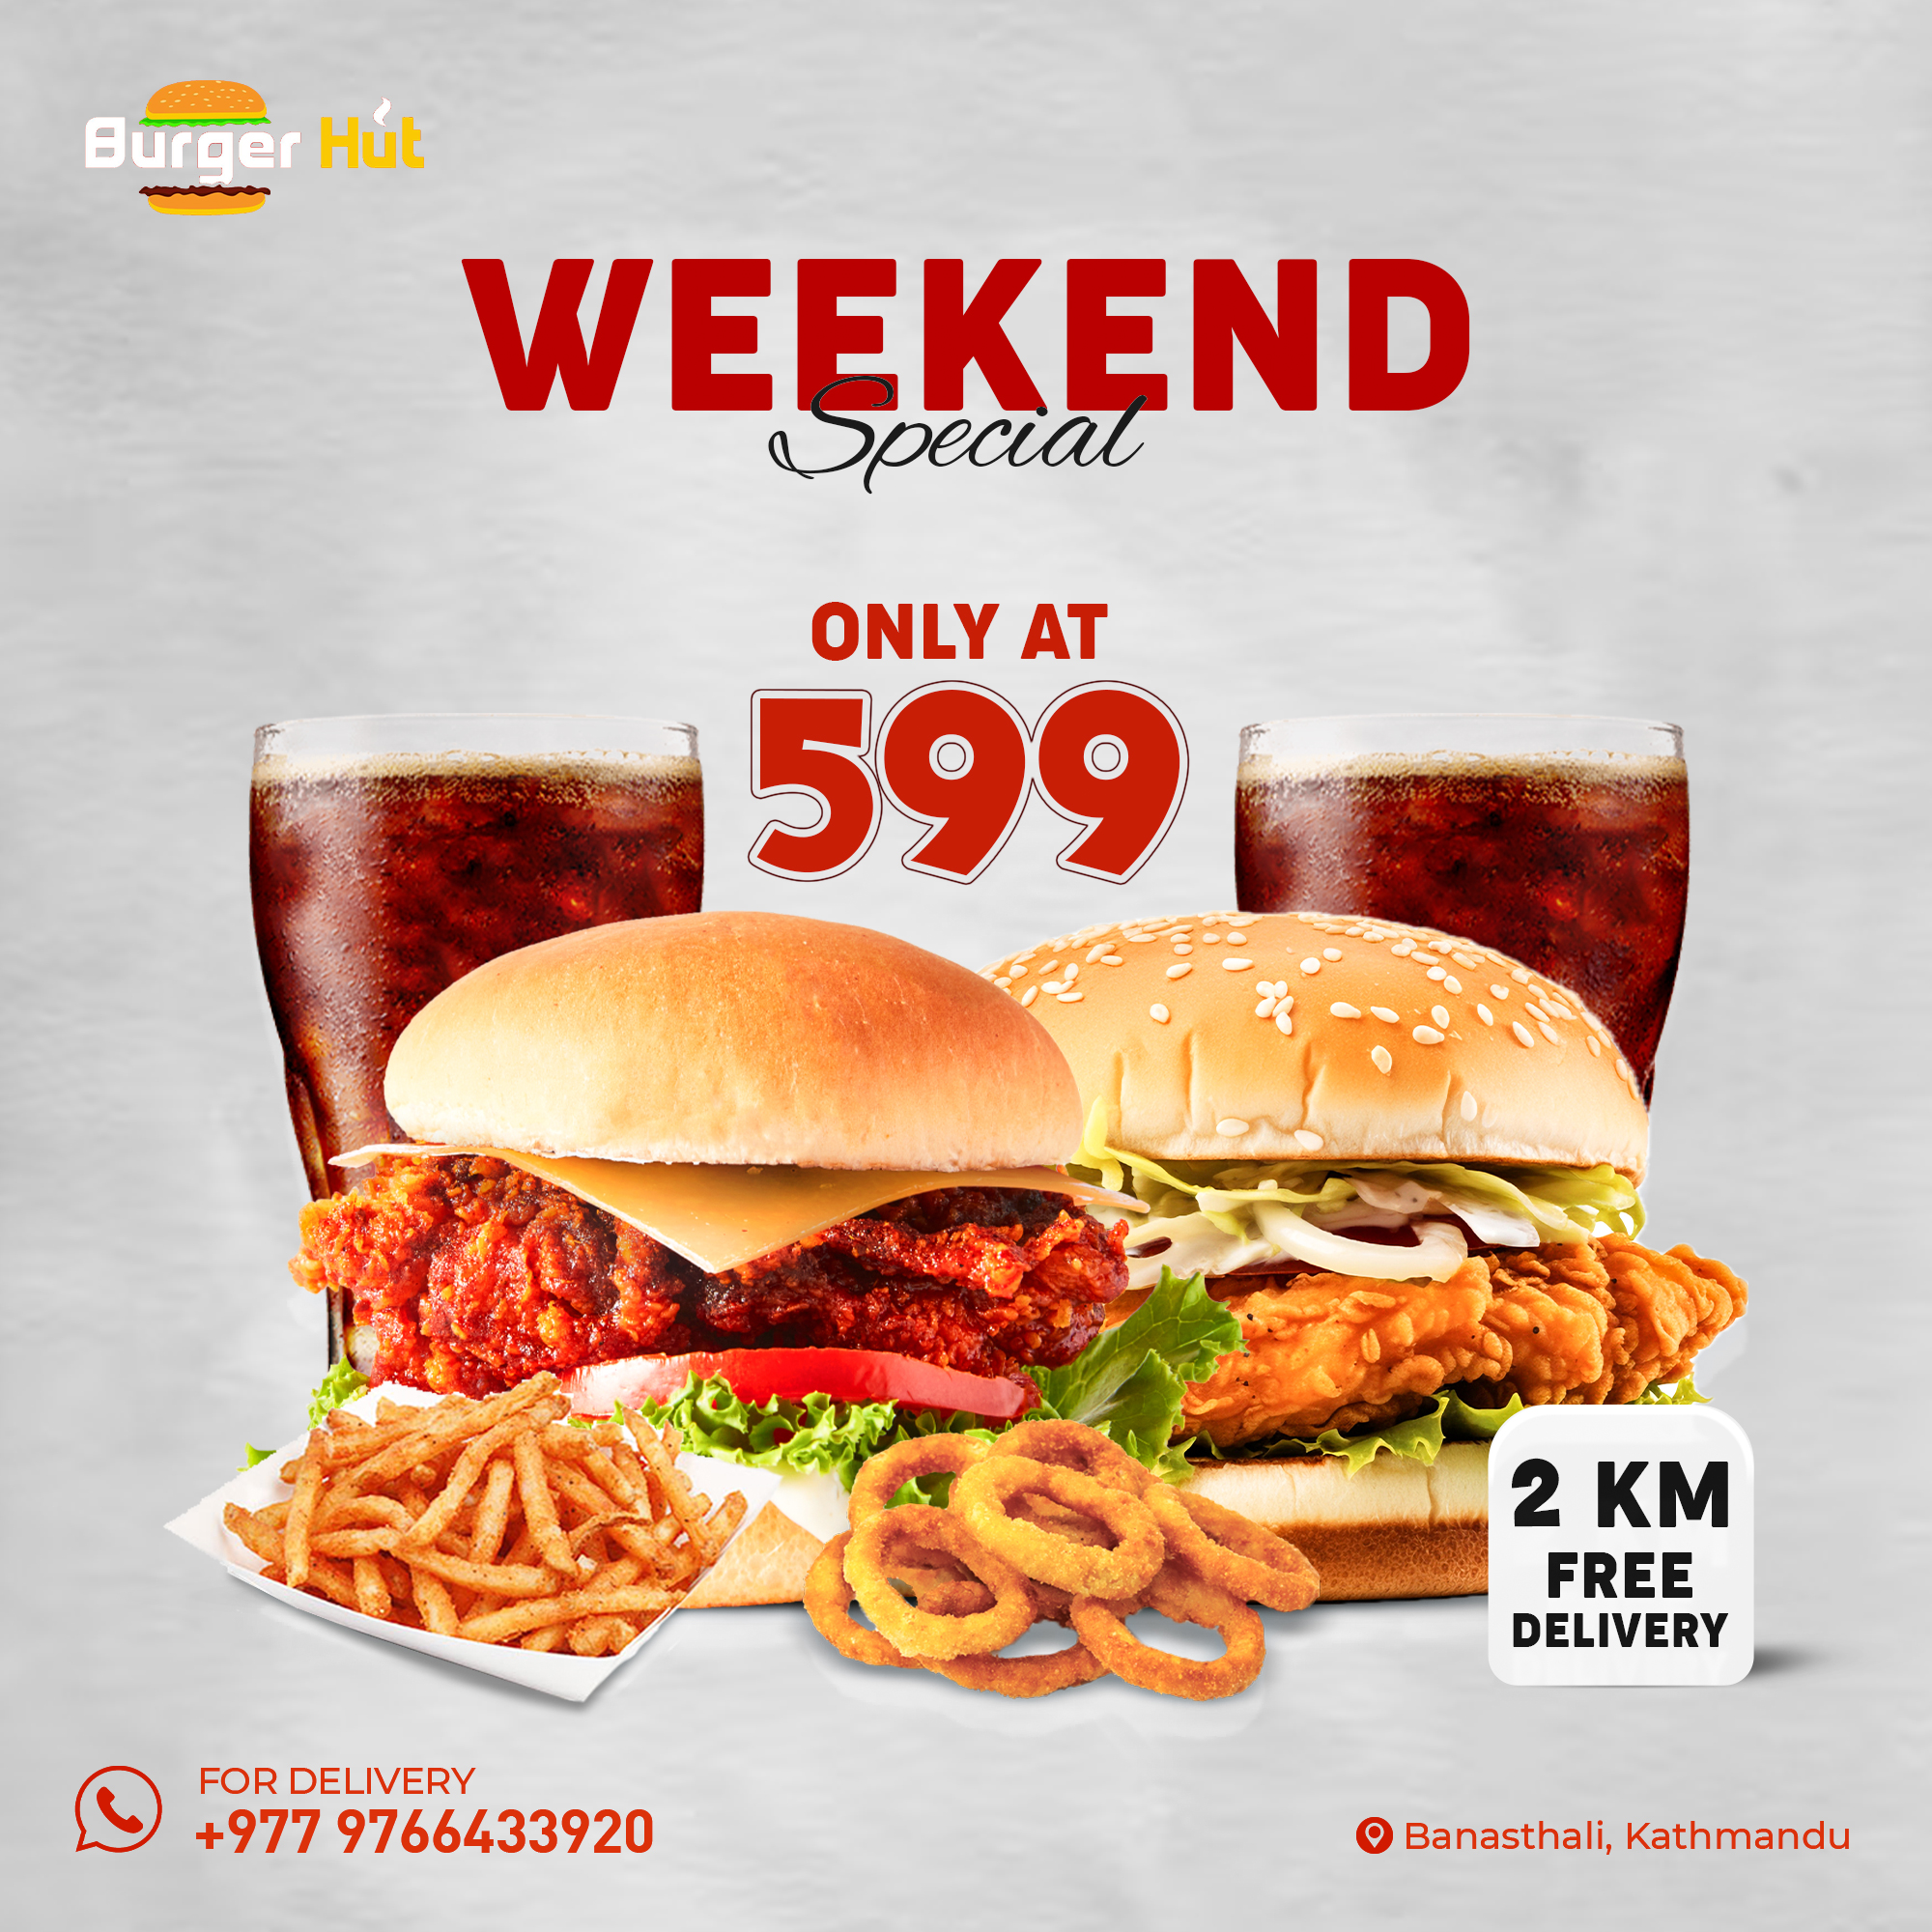 Burger Hut
WEEKEND
Special
ONLY AT
599
2 KM
FREE
DELIVERY
FOR DELIVERY
+977 9766433920
Banasthali, Kathmandu